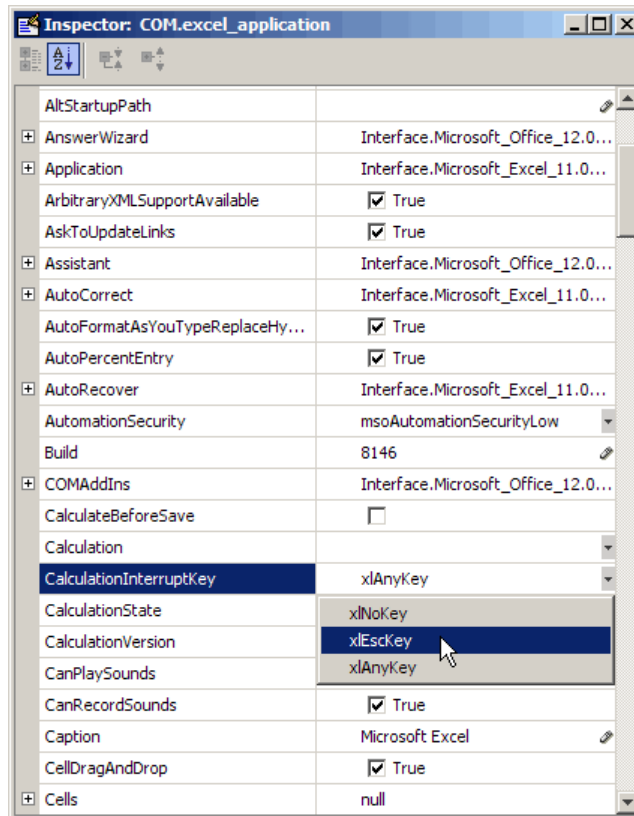 Inspector: COM.excel_application
AltStartupPath
AnswerWizard Interface.Microsoft_Office_12.0...
Application Interface.Microsoft_Excel_11.0...
ArbitraryXMLSupportAvailable True
AskToUpdateLinks True
Assistant Interface.Microsoft_Office_12.0...
AutoCorrect Interface.Microsoft_Excel_11.0...
AutoFormatAsYouTypeReplaceHy... True
AutoPercentEntry True
AutoRecover Interface.Microsoft_Excel_11.0...
AutomationSecurity msoAutomationSecurityLow
Build 8146
COMAddIns Interface.Microsoft_Office_12.0...
CalculateBeforeSave
Calculation
CalculationInterruptKey xlAnyKey
CalculationState xlNoKey
CalculationVersion xlEscKey
CanPlaySounds xlAnyKey
CanRecordSounds True
Caption Microsoft Excel
CellDragAndDrop True
Cells null